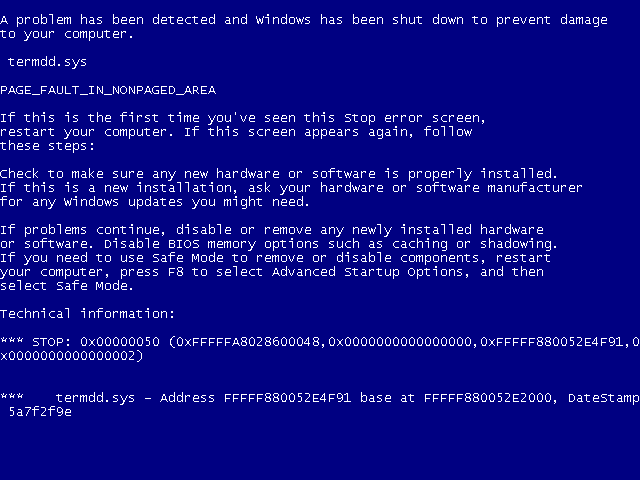 A problem has been detected and Windows has been shut down to prevent damage
to your computer.
termdd.sys
PAGE_FAULT_IN_NONPAGED_AREA
If this is the first time you've seen this Stop error screen,
restart your computer. If this screen appears again, follow
these steps:
Check to make sure any new hardware or software is properly installed.
If this is a new installation, ask your hardware or software manufacturer
for any Windows updates you might need.
If problems continue, disable or remove any newly installed hardware
or software. Disable BIOS memory options such as caching or shadowing.
If you need to use Safe Mode to remove or disable components, restart
your computer, press F8 to select Advanced Startup Options, and then
select Safe Mode.
Technical information:
*** STOP: 0x00000050 (0xFFFFFA8028600048,0x0000000000000000,0xFFFFF880052E4F91,0
x0000000000000002)
***    termdd.sys - Address FFFFF880052E4F91 base at FFFFF880052E2000, DateStamp
5a7f2f9e